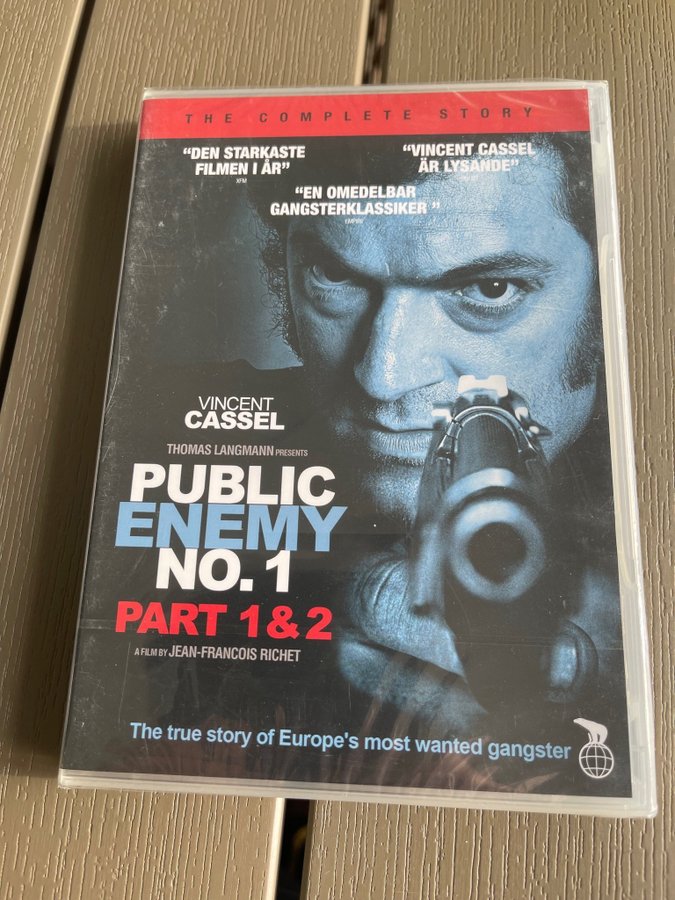 THE COMPLETE STORY
“DEN STARKASTE
FILMEN I ÅR”
XFM
“VINCENT CASSEL
ÄR LYSANDE”
“EN OMEDELBAR
GANGSTERKLASSIKER ”
EMPIRE
VINCENT
CASSEL
THOMAS LANGMANN PRESENTS
PUBLIC
ENEMY
NO. 1
PART 1 & 2
A FILM BY JEAN-FRANCOIS RICHET
The true story of Europe's most wanted gangster